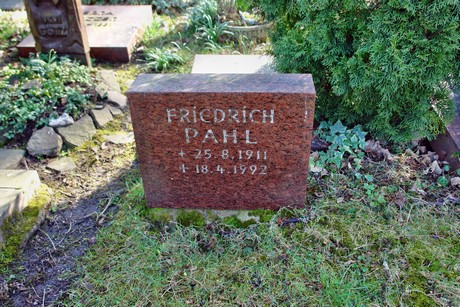 FRIEDRICH
PAHL
+ 25.8.1911
+ 18.4.1992